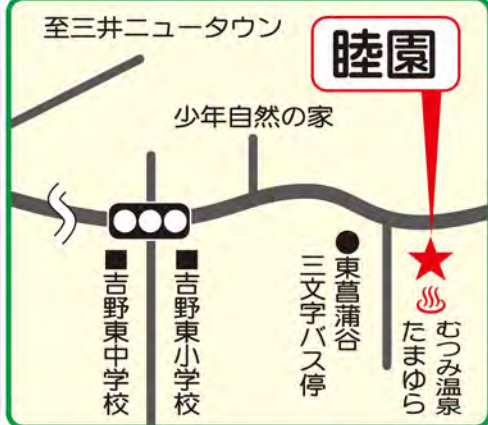 至三井ニュータウン
睦園
少年自然の家
吉野東中学校
吉野東小学校
東菖蒲谷
三文字バス停
むつみ温泉
たまゆら